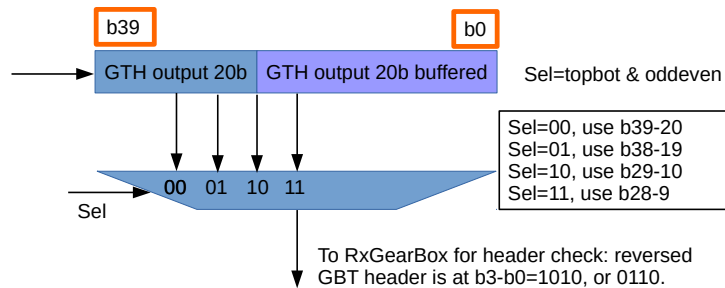 b39
b0
GTH output 20b
GTH output 20b buffered
Sel=topbot & oddeven
Sel=00, use b39-20
Sel=01, use b38-19
Sel=10, use b29-10
Sel=11, use b28-9
00 01 10 11
Sel
To RxGearBox for header check: reversed
GBT header is at b3-b0=1010, or 0110.